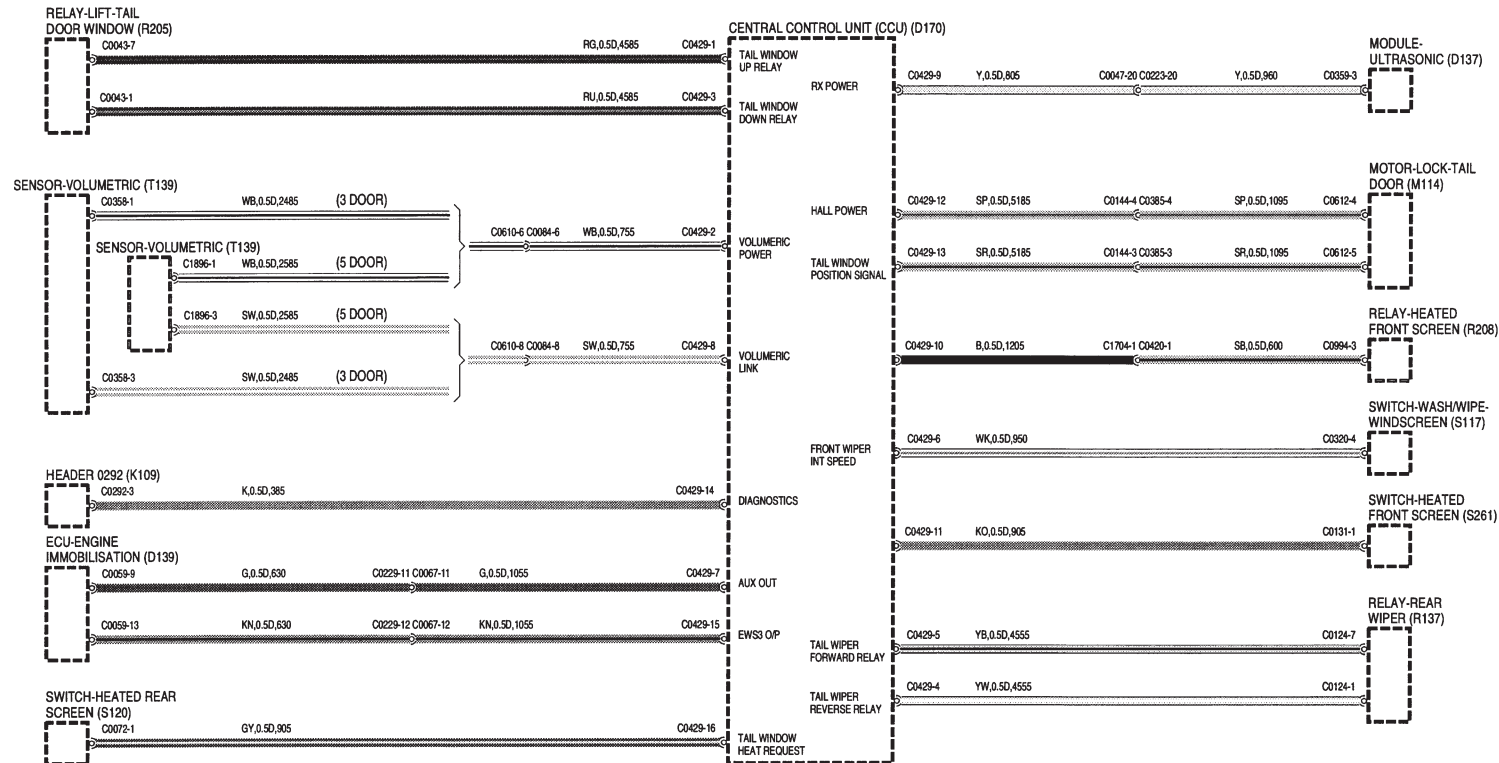 RELAY-LIFT-TAIL
DOOR WINDOW (R205)
C0043-7 RG,0.5D,4585 C0429-1
C0043-1 RU,0.5D,4585 C0429-3
SENSOR-VOLUMETRIC (T139)
C0358-1 WB,0.5D,2485 (3 DOOR)
SENSOR-VOLUMETRIC (T139)
C1896-1 WB,0.5D,2585 (5 DOOR)
C0610-6 C0084-6 WB,0.5D,755 C0429-2
C1896-3 SW,0.5D,2585 (5 DOOR)
C0610-8 C0084-8 SW,0.5D,755 C0429-8
C0358-3 SW,0.5D,2485 (3 DOOR)
HEADER 0292 (K109)
C0292-3 K,0.5D,385 C0429-14
ECU-ENGINE
IMMOBILISATION (D139)
C0059-9 G,0.5D,630 C0229-11 C0067-11 G,0.5D,1055 C0429-7
C0059-13 KN,0.5D,630 C0229-12 C0067-12 KN,0.5D,1055 C0429-15
SWITCH-HEATED REAR
SCREEN (S120)
C0072-1 GY,0.5D,905 C0429-16
CENTRAL CONTROL UNIT (CCU) (D170)
TAIL WINDOW
UP RELAY
TAIL WINDOW
DOWN RELAY
VOLUMERIC
POWER
VOLUMERIC
LINK
DIAGNOSTICS
AUX OUT
EWS3 O/P
TAIL WINDOW
HEAT REQUEST
RX POWER
HALL POWER
TAIL WINDOW
POSITION SIGNAL
FRONT WIPER
INT SPEED
TAIL WIPER
FORWARD RELAY
TAIL WIPER
REVERSE RELAY
MODULE-
ULTRASONIC (D137)
C0429-9 Y,0.5D,805 C0047-20 C0223-20 Y,0.5D,960 C0359-3
MOTOR-LOCK-TAIL
DOOR (M114)
C0429-12 SP,0.5D,5185 C0144-4 C0385-4 SP,0.5D,1095 C0612-4
C0429-13 SR,0.5D,5185 C0144-3 C0385-3 SR,0.5D,1095 C0612-5
RELAY-HEATED
FRONT SCREEN (R208)
C0429-10 B,0.5D,1205 C1704-1 C0420-1 SB,0.5D,600 C0994-3
SWITCH-WASH/WIPE-
WINDSCREEN (S117)
C0429-6 WK,0.5D,950 C0320-4
SWITCH-HEATED
FRONT SCREEN (S261)
C0429-11 KO,0.5D,905 C0131-1
RELAY-REAR
WIPER (R137)
C0429-5 YB,0.5D,4555 C0124-7
C0429-4 YW,0.5D,4555 C0124-1